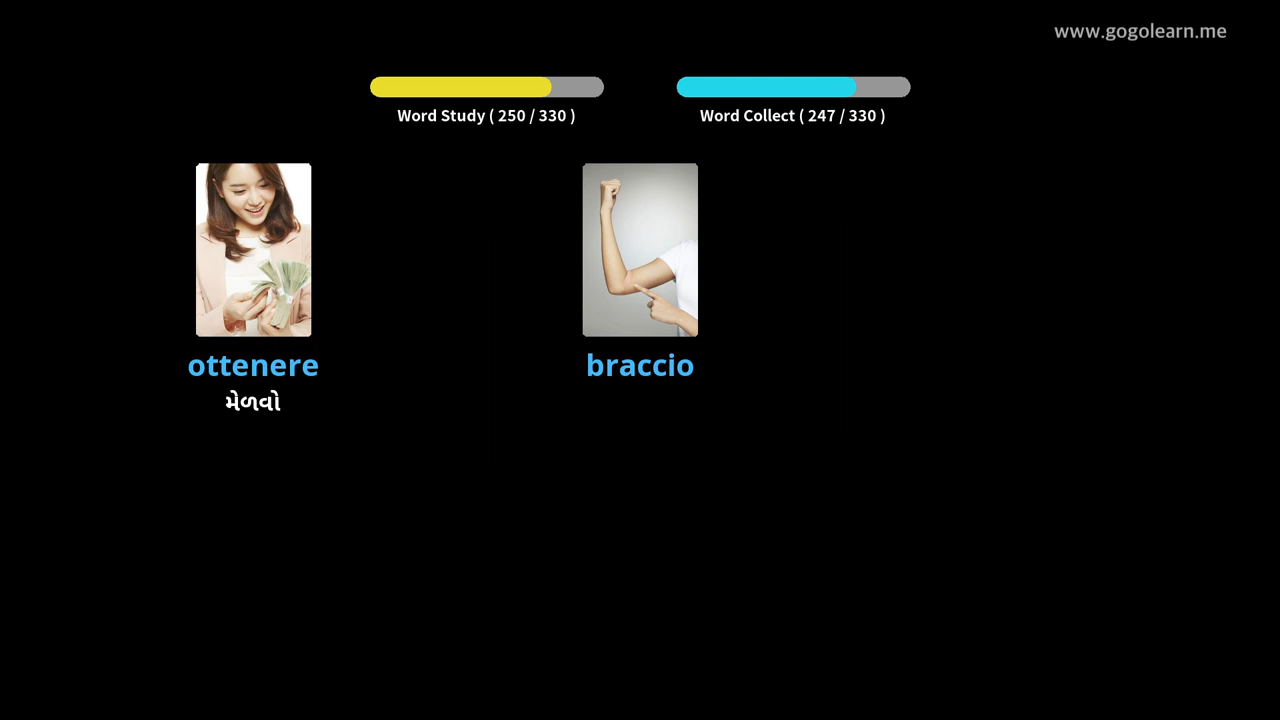 www.gogolearn.me
Word Study ( 250 / 330 )
Word Collect ( 247 / 330 )
ottenere
braccio
મેળવો